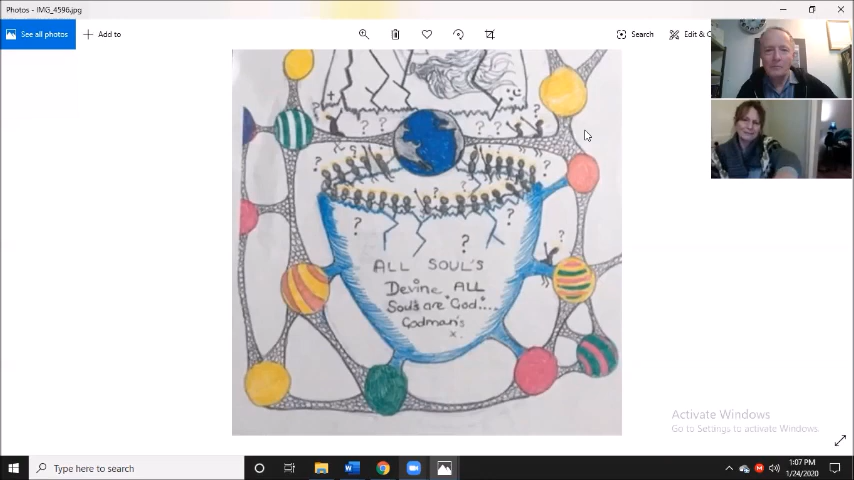 Photos - IMG_4596.jpg
See all photos
Add to
Search
Edit & C
? ? ? ? ? ?
? ? ?
? ? ?
?
ALL SOUL'S
Devine ALL
Souls are "God"....
Godman's
x.
Activate Windows
Go to Settings to activate Windows.
Type here to search
1:07 PM
1/24/2020